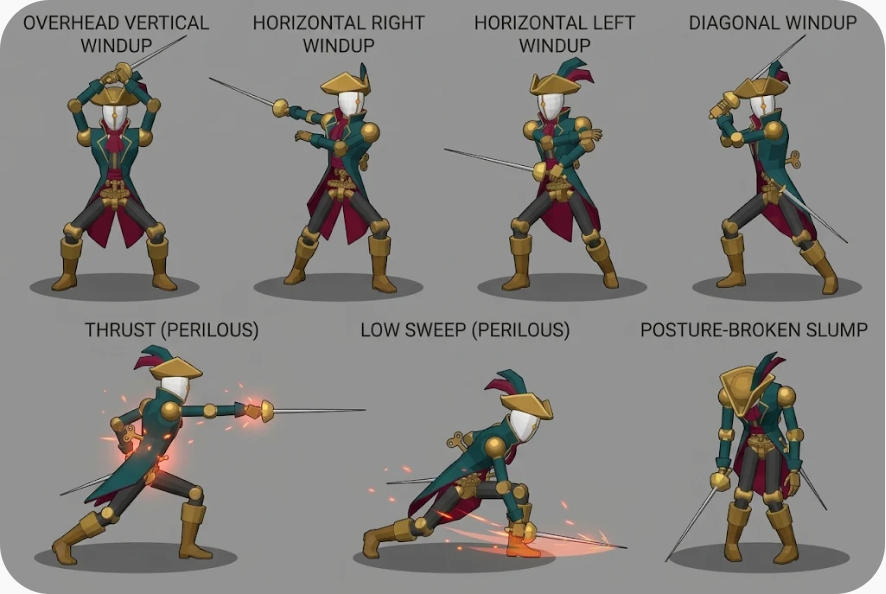 OVERHEAD VERTICAL
WINDUP
HORIZONTAL RIGHT
WINDUP
HORIZONTAL LEFT
WINDUP
DIAGONAL WINDUP
THRUST (PERILOUS)
LOW SWEEP (PERILOUS)
POSTURE-BROKEN SLUMP